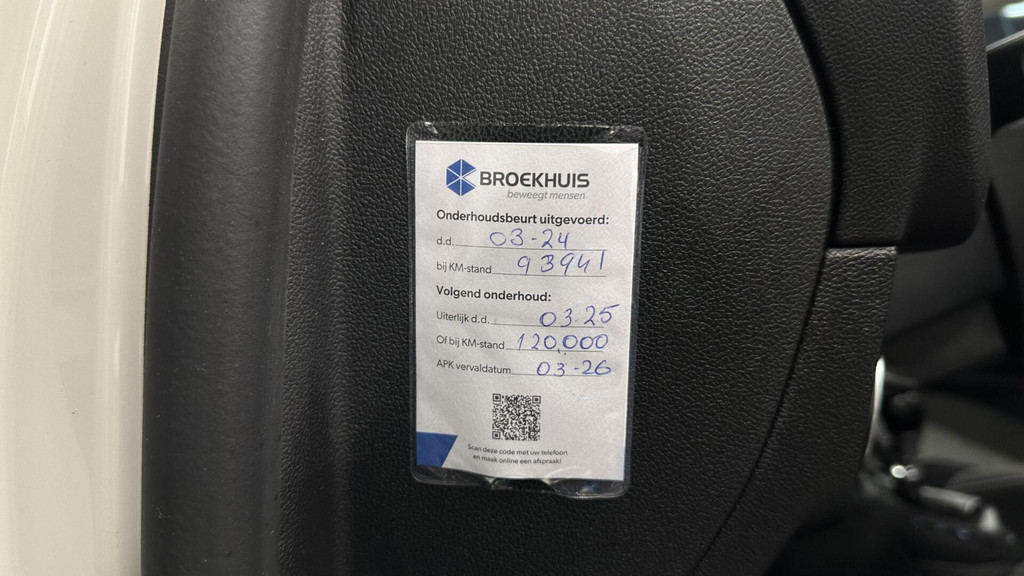 BROEKHUIS
beweegt mensen
Onderhoudsbeurt uitgevoerd:
d.d. 03-24
bij KM-stand 93941
Volgend onderhoud:
Uiterlijk d.d. 03-25
Of bij KM-stand 120.000
APK vervaldatum 03-26
Scan deze code met uw telefoon
en maak online een afspraak!